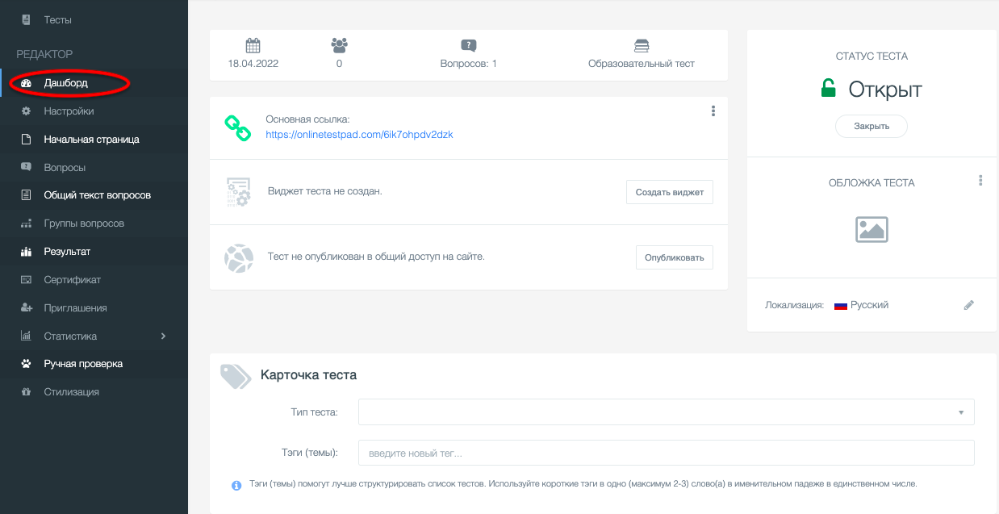 Тесты
РЕДАКТОР
Дашборд
Настройки
Начальная страница
Вопросы
Общий текст вопросов
Группы вопросов
Результат
Сертификат
Приглашения
Статистика
Ручная проверка
Стилизация
18.04.2022
0
Вопросов: 1
Образовательный тест
Основная ссылка:
https://onlinetestpad.com/6ik7ohpdv2dzk
Виджет теста не создан.
Создать виджет
Тест не опубликован в общий доступ на сайте.
Опубликовать
СТАТУС ТЕСТА
Открыт
Закрыть
ОБЛОЖКА ТЕСТА
Локализация: Русский
Карточка теста
Тип теста:
Тэги (темы): введите новый тег...
Тэги (темы) помогут лучше структурировать список тестов. Используйте короткие тэги в одно (максимум 2-3) слово(а) в именительном падеже в единственном числе.